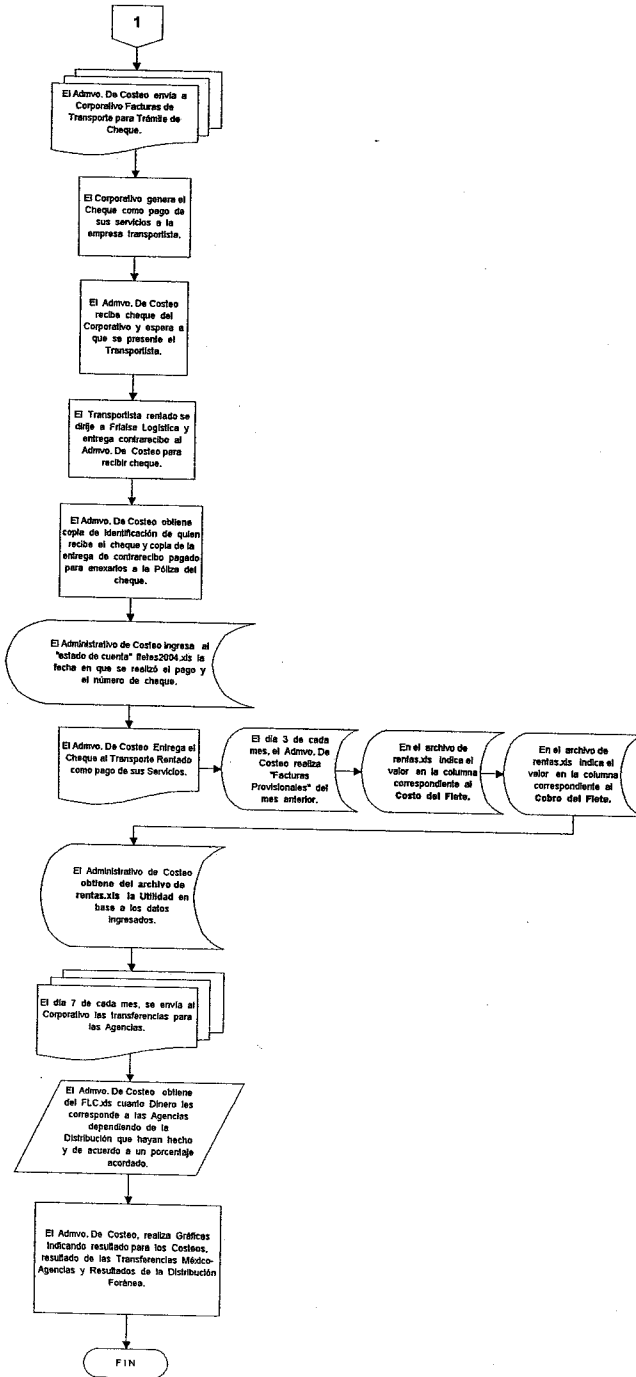 1
El Admvo. De Costeo envía a
Corporativo Facturas de
Transporte para Trámite de
Cheque.
El Corporativo genera el
Cheque como pago de
sus servicios a la
empresa transportista.
El Admvo. De Costeo
recibe cheque del
Corporativo y espera a
que se presente el
Transportista.
El Transportista rentado se
dirije a Frialsa Logística y
entrega contrarecibo al
Admvo. De Costeo para
recibir cheque.
El Admvo. De Costeo obtiene
copia de identificación de quien
recibe el cheque y copia de la
entrega de contrarecibo pagado
para anexarlos a la Póliza del
cheque.
El Administrativo de Costeo ingresa al
"estado de cuenta" fletes2004.xls la
fecha en que se realizó el pago y
el número de cheque.
El Admvo. De Costeo Entrega el
Cheque al Transporte Rentado
como pago de sus Servicios.
El día 3 de cada
mes, el Admvo. De
Costeo realiza
"Facturas
Provisionales" del
mes anterior.
En el archivo de
rentas.xls indica el
valor en la columna
correspondiente al
Costo del Flete.
En el archivo de
rentas.xls indica el
valor en la columna
correspondiente al
Cobro del Flete.
El Administrativo de Costeo
obtiene del archivo de
rentas.xls la Utilidad en
base a los datos
ingresados.
El día 7 de cada mes, se envía al
Corporativo las transferencias para
las Agencias.
El Admvo. De Costeo obtiene
del FLC.xls cuanto Dinero les
corresponde a las Agencias
dependiendo de la
Distribución que hayan hecho
y de acuerdo a un porcentaje
acordado.
El Admvo. De Costeo, realiza Gráficas
Indicando resultado para los Costeos,
resultado de las Transferencias México-
Agencias y Resultados de la Distribución
Foránea.
FIN